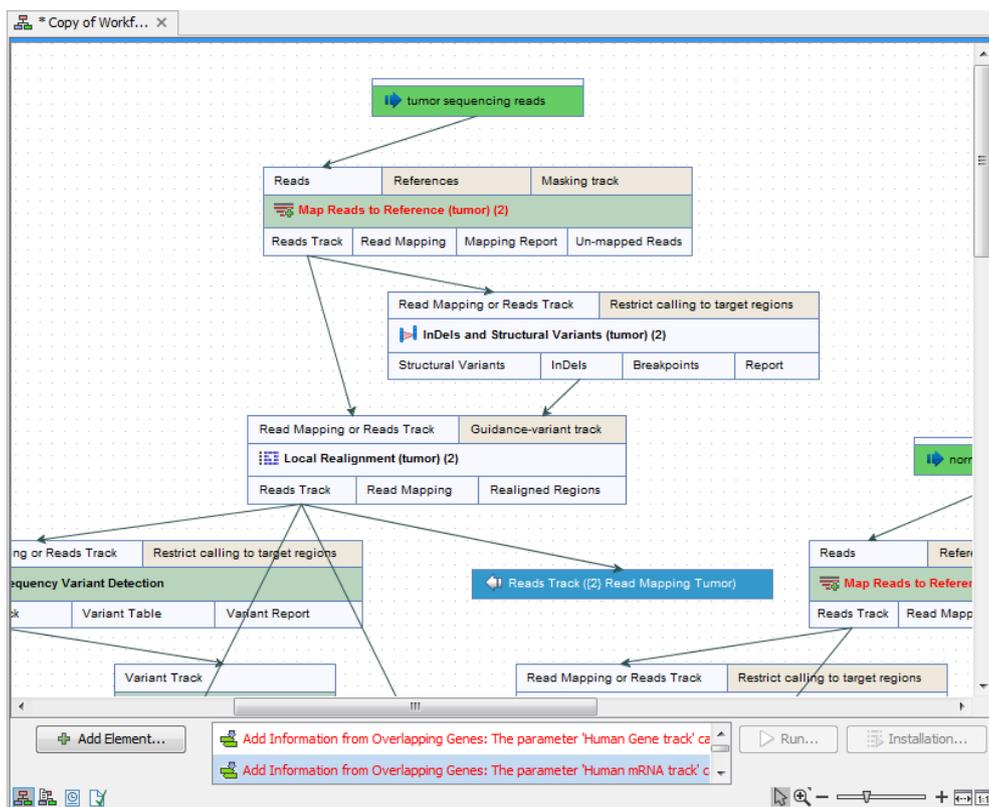 * Copy of Workf...
tumor sequencing reads
Reads References Masking track
Map Reads to Reference (tumor) (2)
Reads Track Read Mapping Mapping Report Un-mapped Reads
Read Mapping or Reads Track Restrict calling to target regions
InDels and Structural Variants (tumor) (2)
Structural Variants InDels Breakpoints Report
Read Mapping or Reads Track Guidance-variant track
Local Realignment (tumor) (2)
Reads Track Read Mapping Realigned Regions
norr
ng or Reads Track Restrict calling to target regions
equency Variant Detection
ck Variant Table Variant Report
Reads Track ({2} Read Mapping Tumor)
Reads Refere
Map Reads to Referer
Reads Track Read Mapp
Variant Track
Read Mapping or Reads Track Restrict calling to target regions
Add Element...
Add Information from Overlapping Genes: The parameter 'Human Gene track' ca
Add Information from Overlapping Genes: The parameter 'Human mRNA track' c
Run...
Installation...
1:1